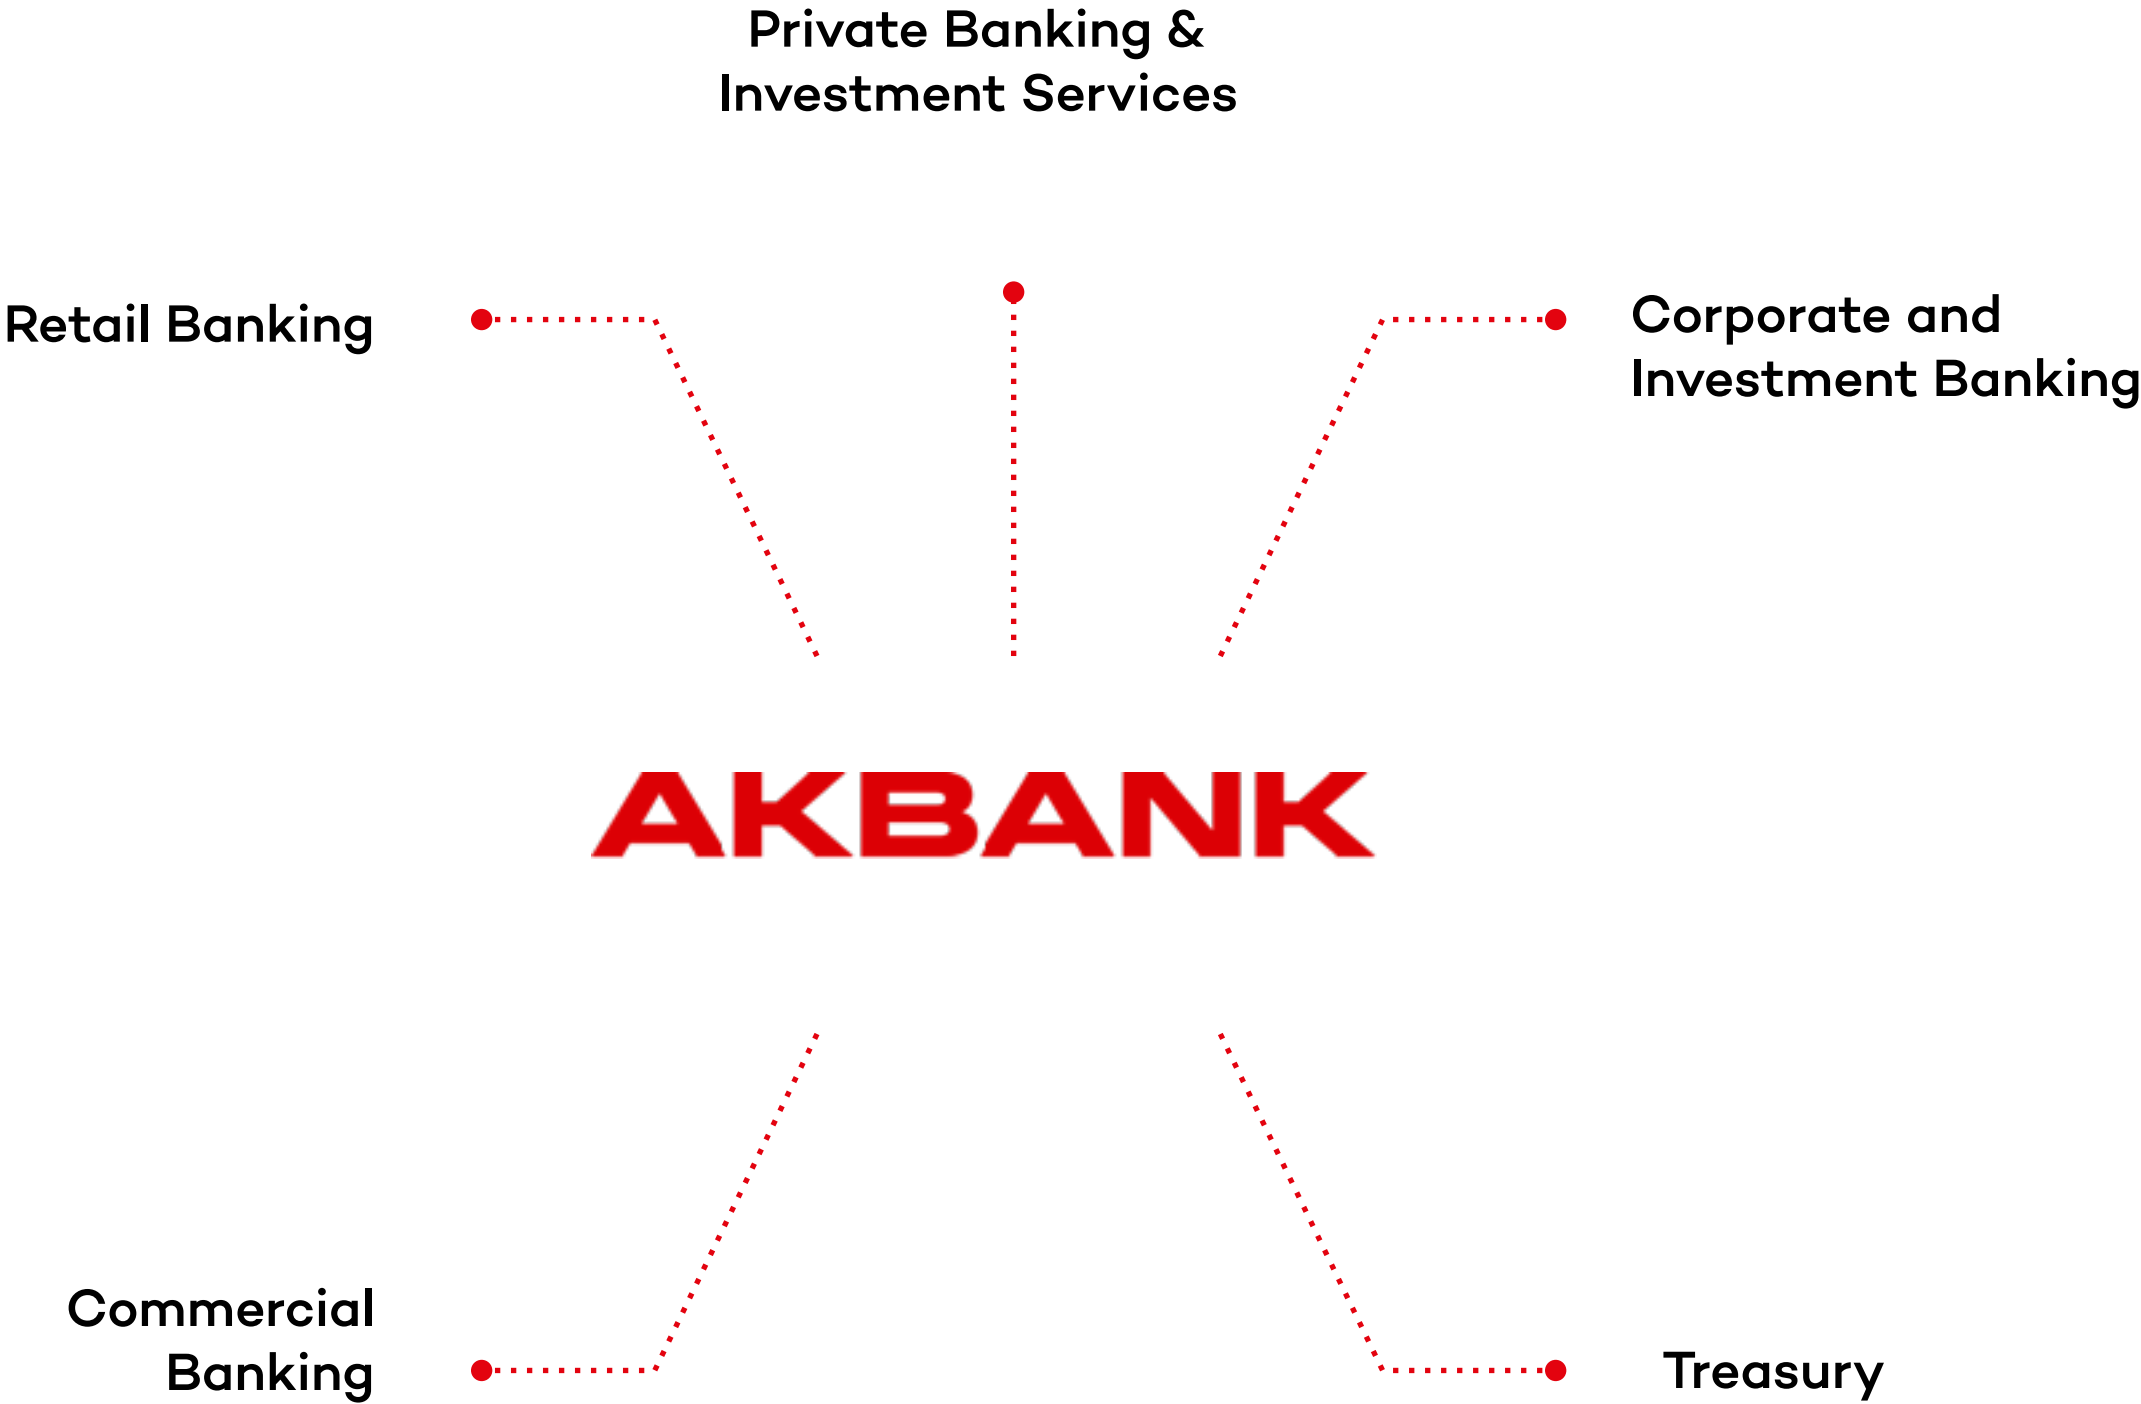 Private Banking &
Investment Services
Retail Banking
Corporate and
Investment Banking
AKBANK
Commercial
Banking
Treasury